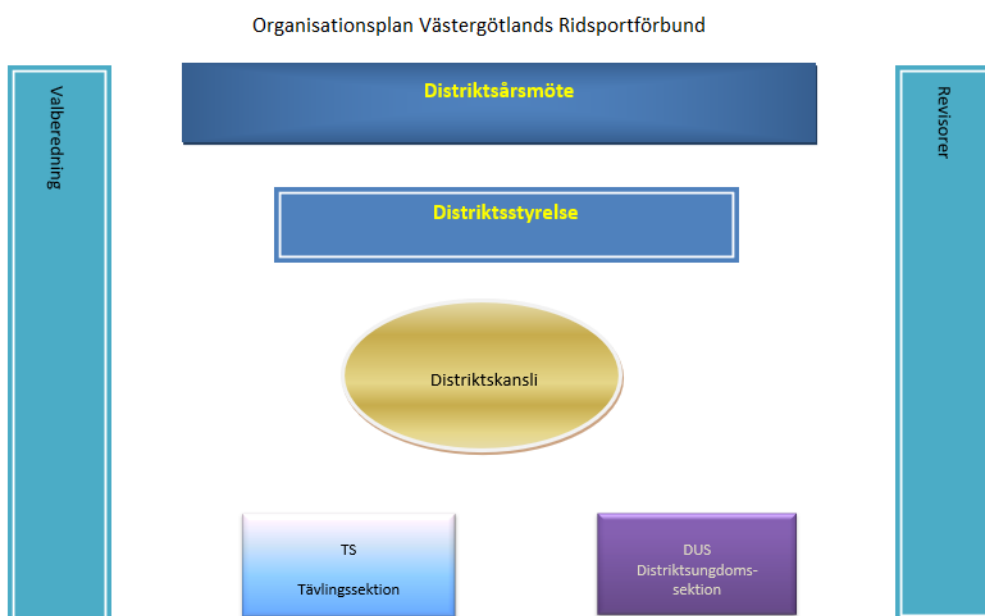 Organisationsplan Västergötlands Ridsportförbund
Valberedning
Distriktsårsmöte
Revisorer
Distriktsstyrelse
Distriktskansli
TS
Tävlingssektion
DUS
Distriktsungdoms-
sektion